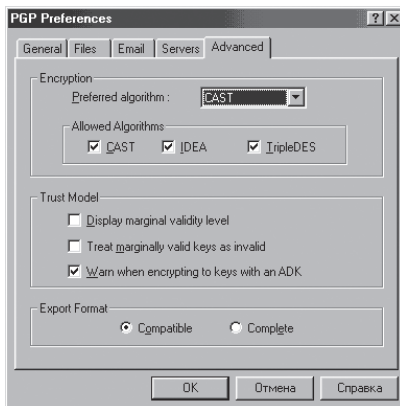 PGP Preferences
General Files Email Servers Advanced
Encryption
Preferred algorithm : CAST
Allowed Algorithms
CAST IDEA TripleDES
Trust Model
Display marginal validity level
Treat marginally valid keys as invalid
Warn when encrypting to keys with an ADK
Export Format
Compatible Complete
OK Отмена Справка